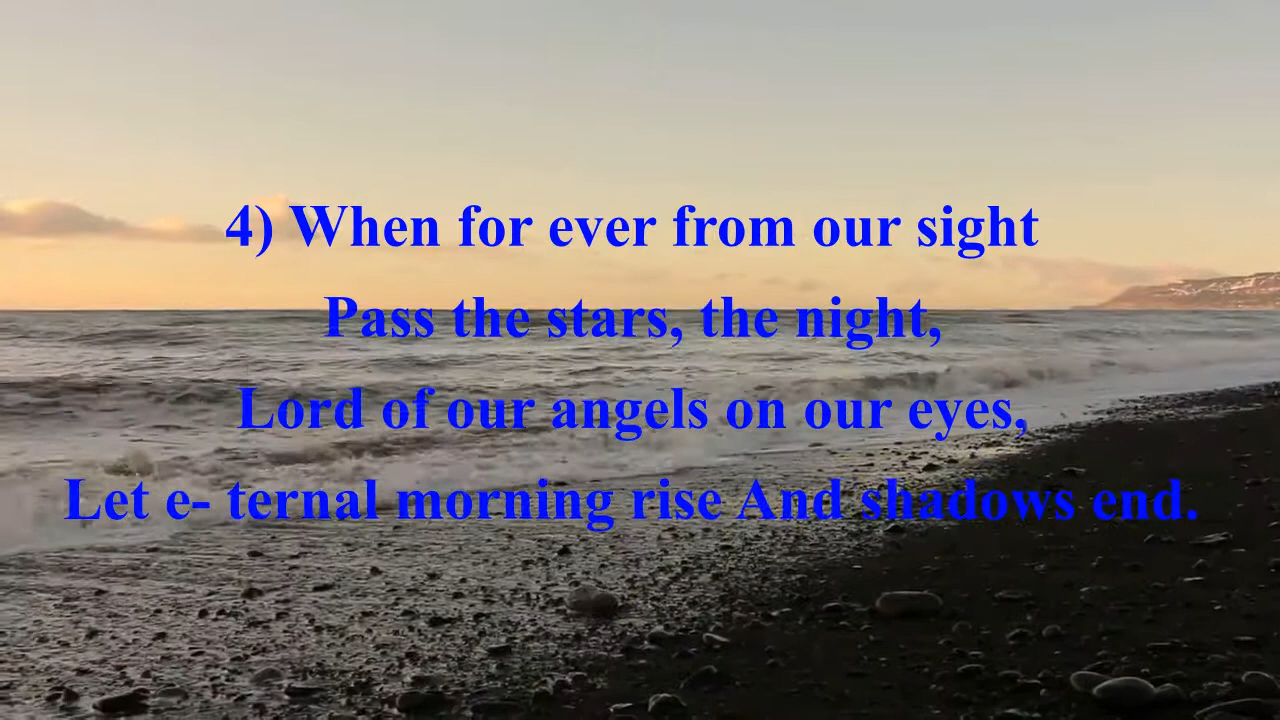 4) When for ever from our sight
Pass the stars, the night,
Lord of our angels on our eyes,
Let e- ternal morning rise And shadows end.